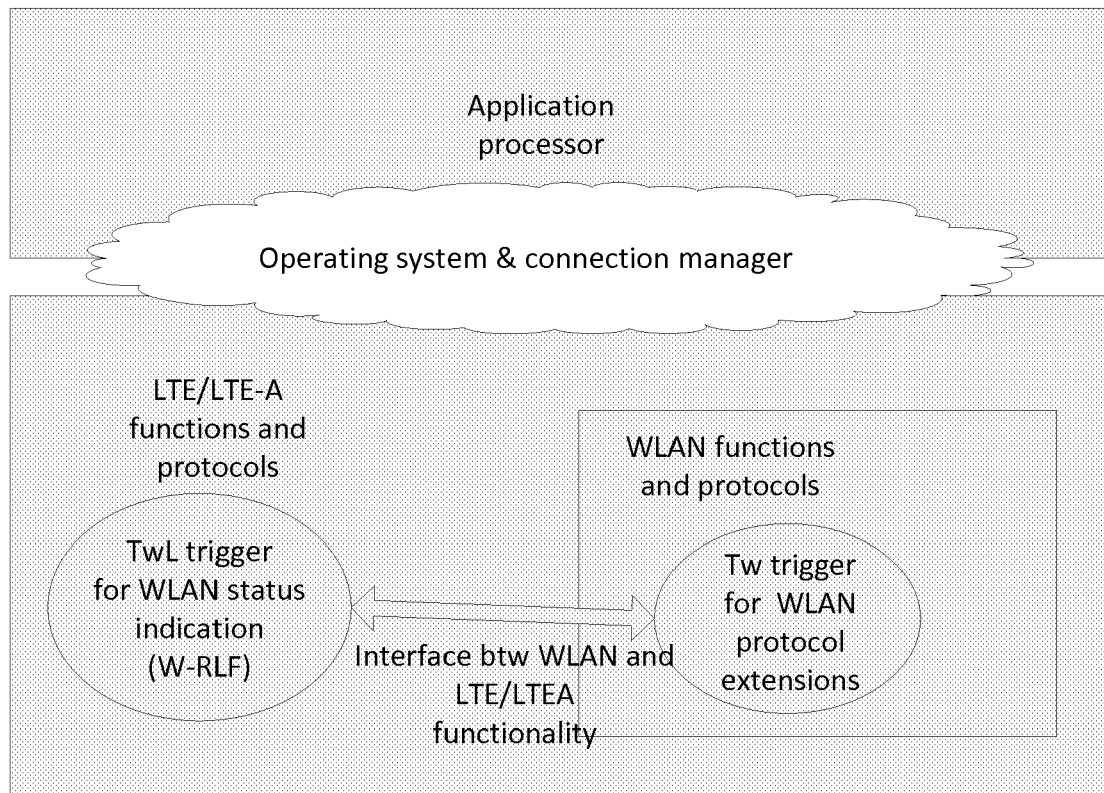 Application
processor
Operating system & connection manager
LTE/LTE-A
functions and
protocols
WLAN functions
and protocols
TwL trigger
for WLAN status
indication
(W-RLF)
Tw trigger
for WLAN
protocol
extensions
Interface btw WLAN and
LTE/LTEA
functionality